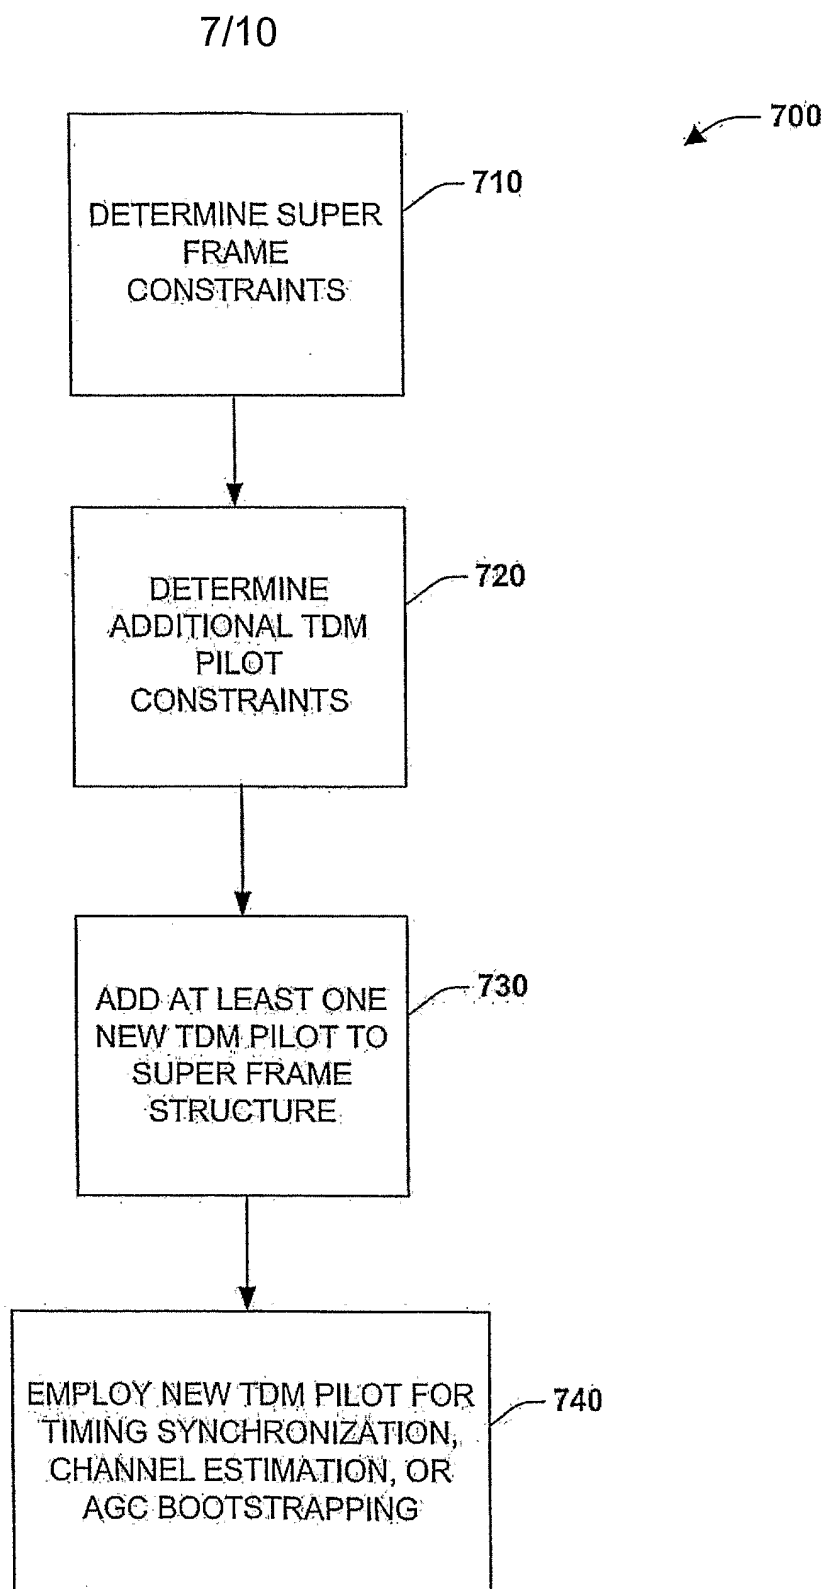 7/10
700
DETERMINE SUPER
FRAME
CONSTRAINTS
710
DETERMINE
ADDITIONAL TDM
PILOT
CONSTRAINTS
720
ADD AT LEAST ONE
NEW TDM PILOT TO
SUPER FRAME
STRUCTURE
730
EMPLOY NEW TDM PILOT FOR
TIMING SYNCHRONIZATION,
CHANNEL ESTIMATION, OR
AGC BOOTSTRAPPING
740